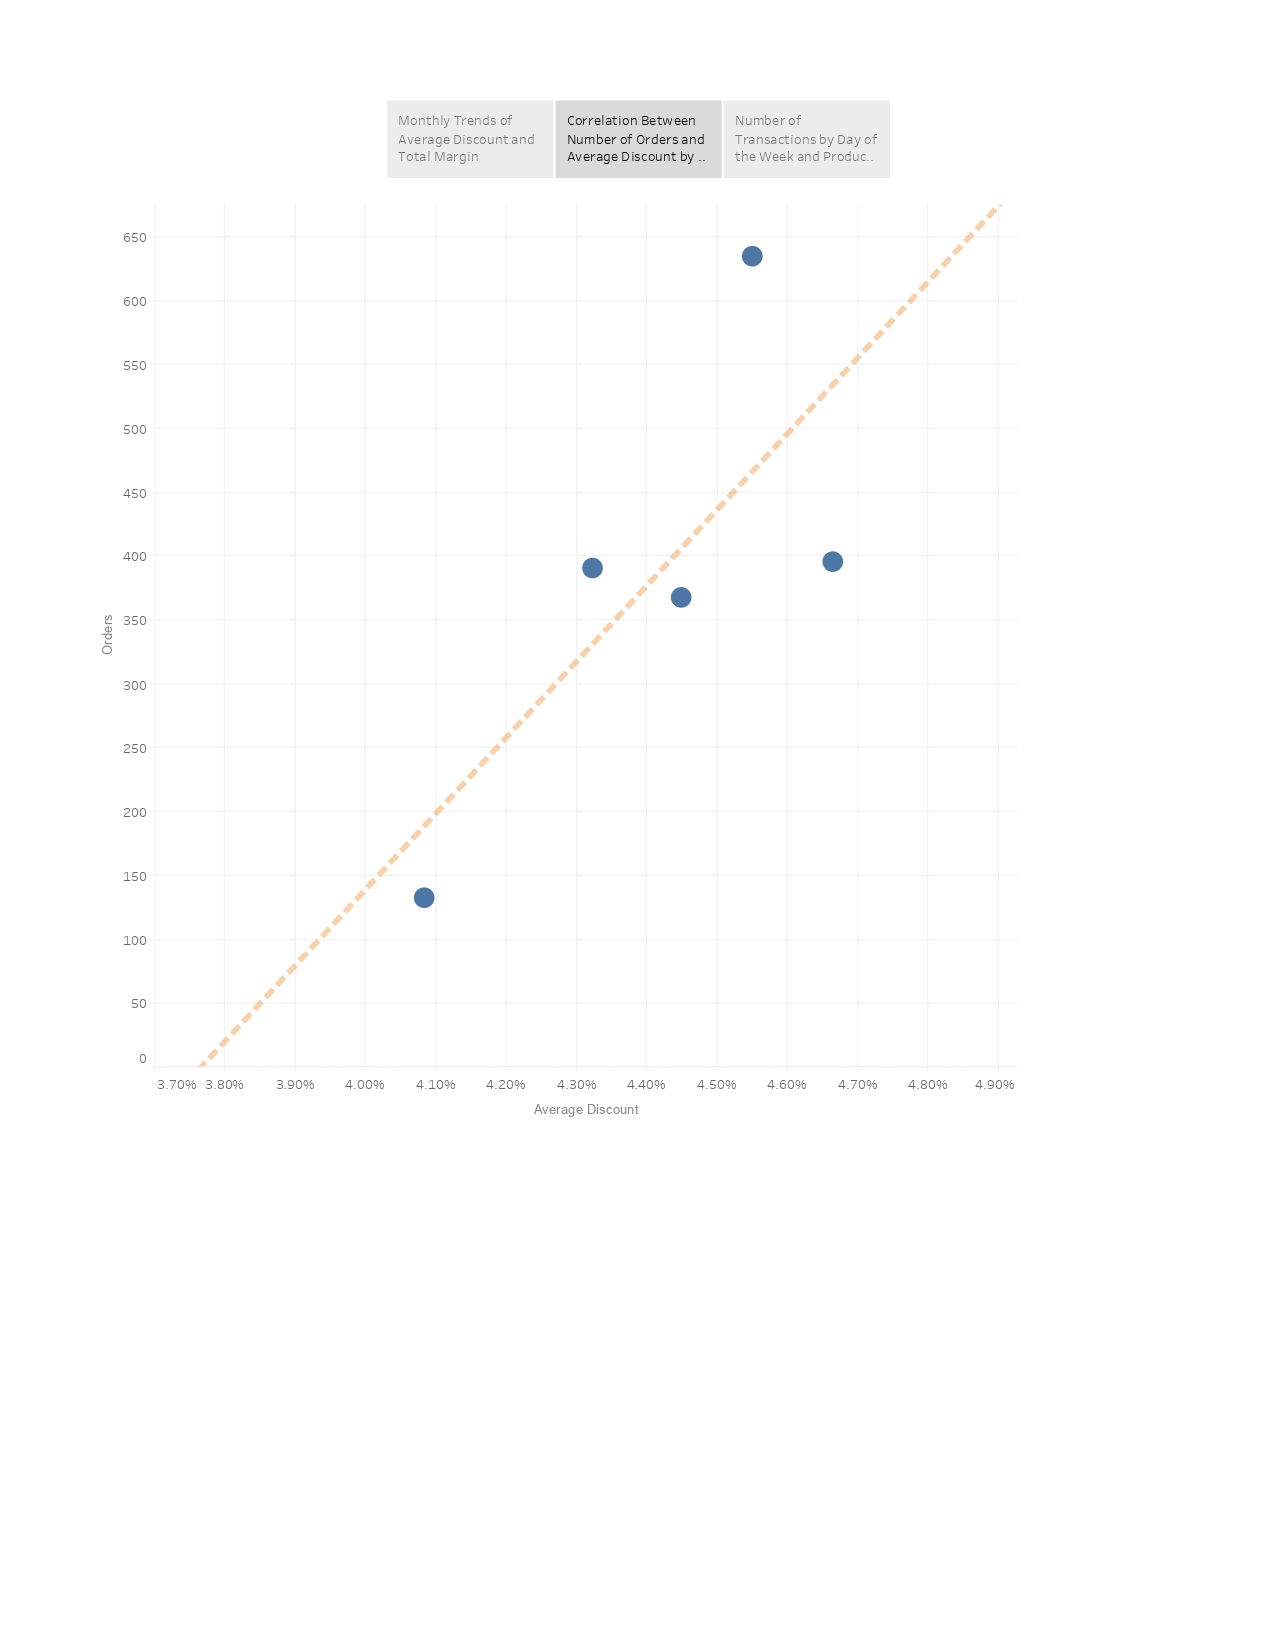 Monthly Trends of
Average Discount and
Total Margin
Correlation Between
Number of Orders and
Average Discount by ..
Number of
Transactions by Day of
the Week and Produc..
650
600
550
500
450
400
350
300
250
200
150
100
50
0
Orders
3.70% 3.80% 3.90% 4.00% 4.10% 4.20% 4.30% 4.40% 4.50% 4.60% 4.70% 4.80% 4.90%
Average Discount